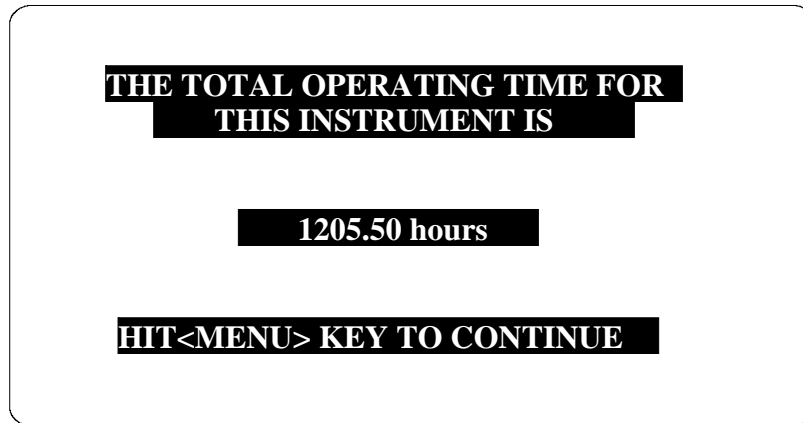 THE TOTAL OPERATING TIME FOR
THIS INSTRUMENT IS
1205.50 hours
HIT<MENU> KEY TO CONTINUE